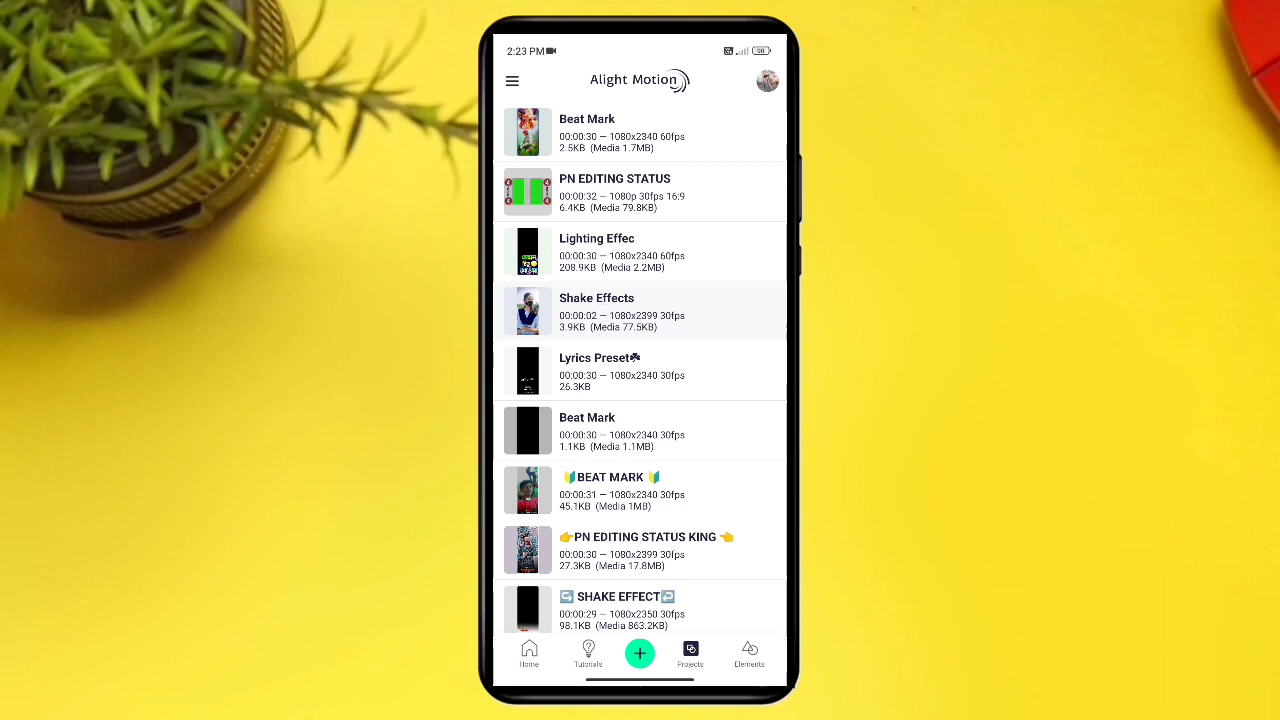 2:23 PM
90
Alight Motion
Beat Mark
00:00:30 — 1080x2340 60fps
2.5KB (Media 1.7MB)
PN EDITING STATUS
00:00:32 — 1080p 30fps 16:9
6.4KB (Media 79.8KB)
Lighting Effec
00:00:30 — 1080x2340 60fps
208.9KB (Media 2.2MB)
Shake Effects
00:00:02 — 1080x2399 30fps
3.9KB (Media 77.5KB)
Lyrics Preset☘
00:00:30 — 1080x2340 30fps
26.3KB
Beat Mark
00:00:30 — 1080x2340 30fps
1.1KB (Media 1.1MB)
🔰BEAT MARK 🔰
00:00:31 — 1080x2340 30fps
45.1KB (Media 1MB)
👉PN EDITING STATUS KING 👈
00:00:30 — 1080x2399 30fps
27.3KB (Media 17.8MB)
↪️ SHAKE EFFECT↩️
00:00:29 — 1080x2350 30fps
98.1KB (Media 863.2KB)
Home
Tutorials
Projects
Elements